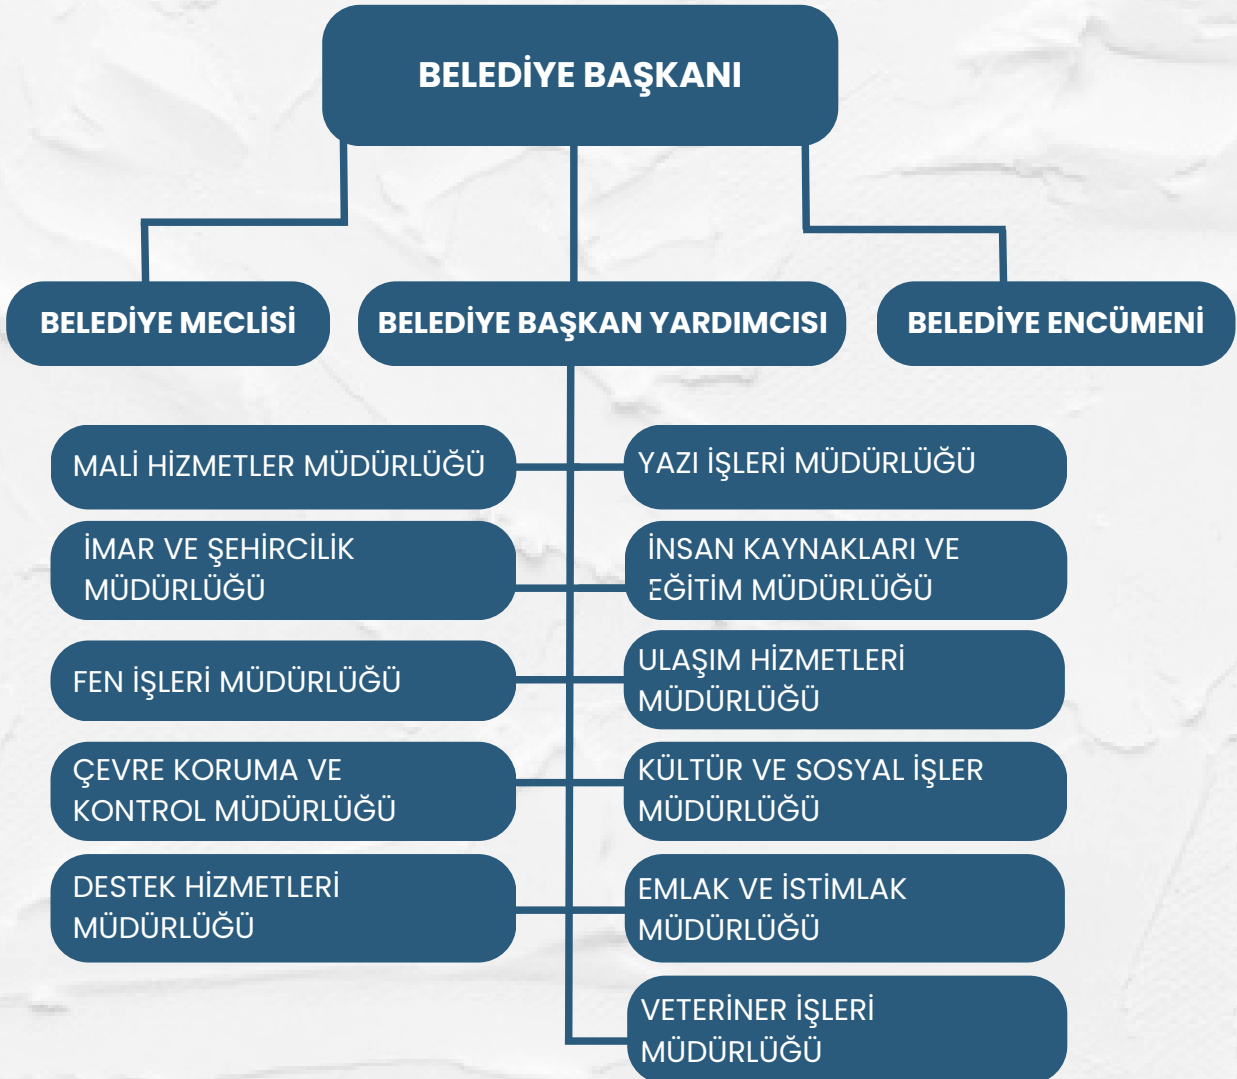 BELEDİYE BAŞKANI
BELEDİYE MECLİSİ
BELEDİYE BAŞKAN YARDIMCISI
BELEDİYE ENCÜMENİ
MALİ HİZMETLER MÜDÜRLÜĞÜ
YAZI İŞLERİ MÜDÜRLÜĞÜ
İMAR VE ŞEHİRCİLİK
MÜDÜRLÜĞÜ
İNSAN KAYNAKLARI VE
EĞİTİM MÜDÜRLÜĞÜ
FEN İŞLERİ MÜDÜRLÜĞÜ
ULAŞIM HİZMETLERİ
MÜDÜRLÜĞÜ
ÇEVRE KORUMA VE
KONTROL MÜDÜRLÜĞÜ
KÜLTÜR VE SOSYAL İŞLER
MÜDÜRLÜĞÜ
DESTEK HİZMETLERİ
MÜDÜRLÜĞÜ
EMLAK VE İSTİMLAK
MÜDÜRLÜĞÜ
VETERİNER İŞLERİ
MÜDÜRLÜĞÜ